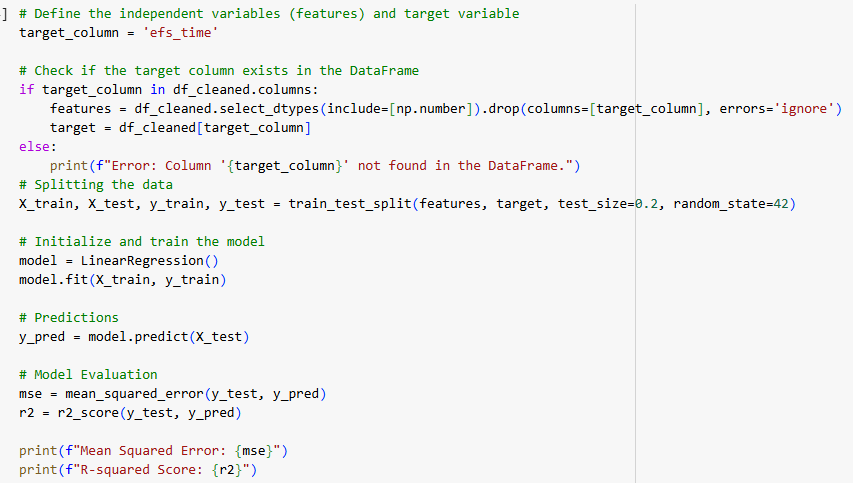 ]
# Define the independent variables (features) and target variable
target_column = 'efs_time'
# Check if the target column exists in the DataFrame
if target_column in df_cleaned.columns:
    features = df_cleaned.select_dtypes(include=[np.number]).drop(columns=[target_column], errors='ignore')
    target = df_cleaned[target_column]
else:
    print(f"Error: Column '{target_column}' not found in the DataFrame.")
# Splitting the data
X_train, X_test, y_train, y_test = train_test_split(features, target, test_size=0.2, random_state=42)
# Initialize and train the model
model = LinearRegression()
model.fit(X_train, y_train)
# Predictions
y_pred = model.predict(X_test)
# Model Evaluation
mse = mean_squared_error(y_test, y_pred)
r2 = r2_score(y_test, y_pred)
print(f"Mean Squared Error: {mse}")
print(f"R-squared Score: {r2}")